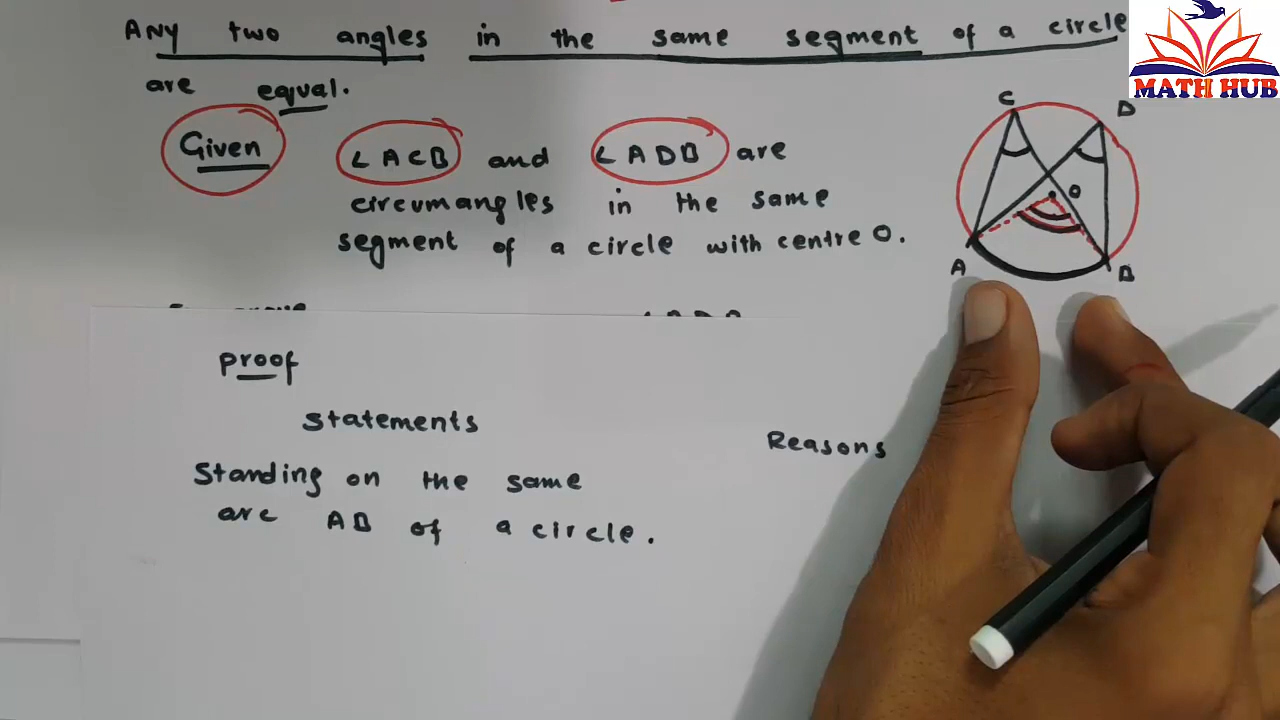 Any two angles in the same segment of a circle
are equal.
MATH HUB
Given ∠ACB and ∠ADB are
circumangles in the same
segment of a circle with centre O.
C
D
O
A
B
proof
Statements
Reasons
Standing on the same
arc AB of a circle.